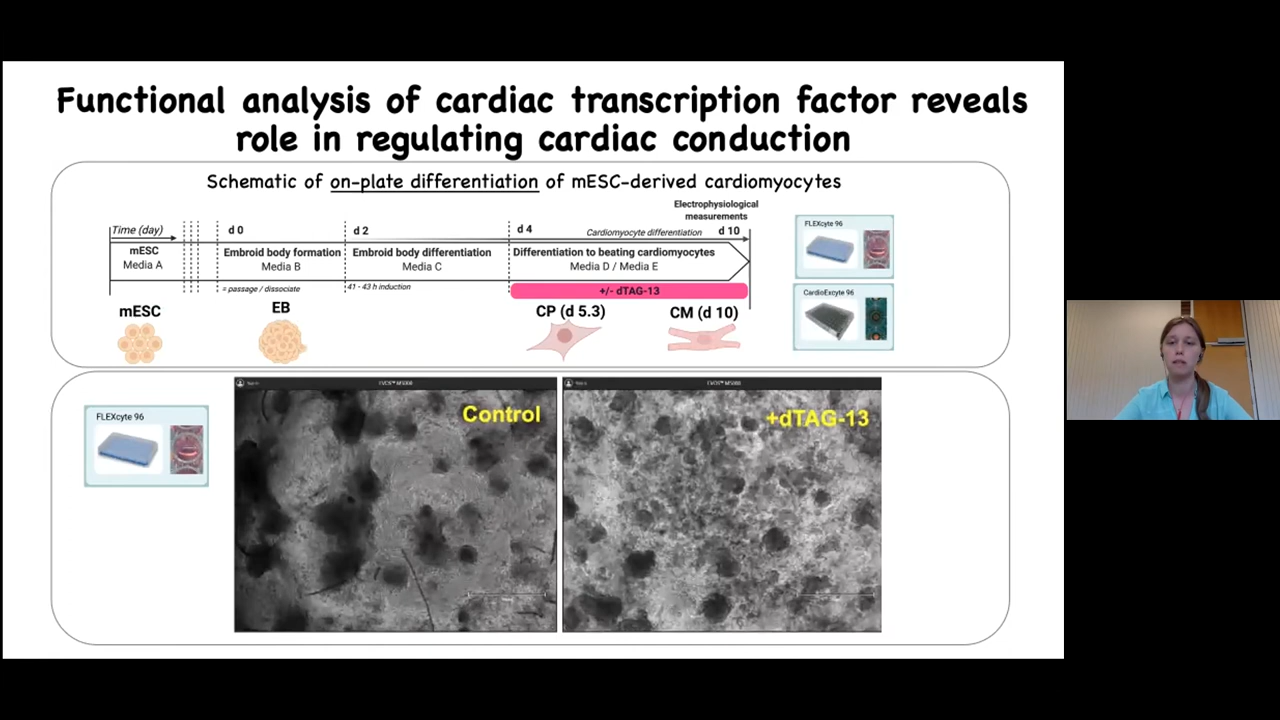 Functional analysis of cardiac transcription factor reveals
role in regulating cardiac conduction
Schematic of on-plate differentiation of mESC-derived cardiomyocytes
Electrophysiological
measurements
Time (day)
d 0
d 2
d 4
Cardiomyocyte differentiation
d 10
mESC
Media A
Embroid body formation
Media B
Embroid body differentiation
Media C
Differentiation to beating cardiomyocytes
Media D / Media E
= passage / dissociate
41 - 43 h induction
+/- dTAG-13
mESC
EB
CP (d 5.3)
CM (d 10)
FLEXcyte 96
CardioExcyte 96
FLEXcyte 96
Control
+dTAG-13